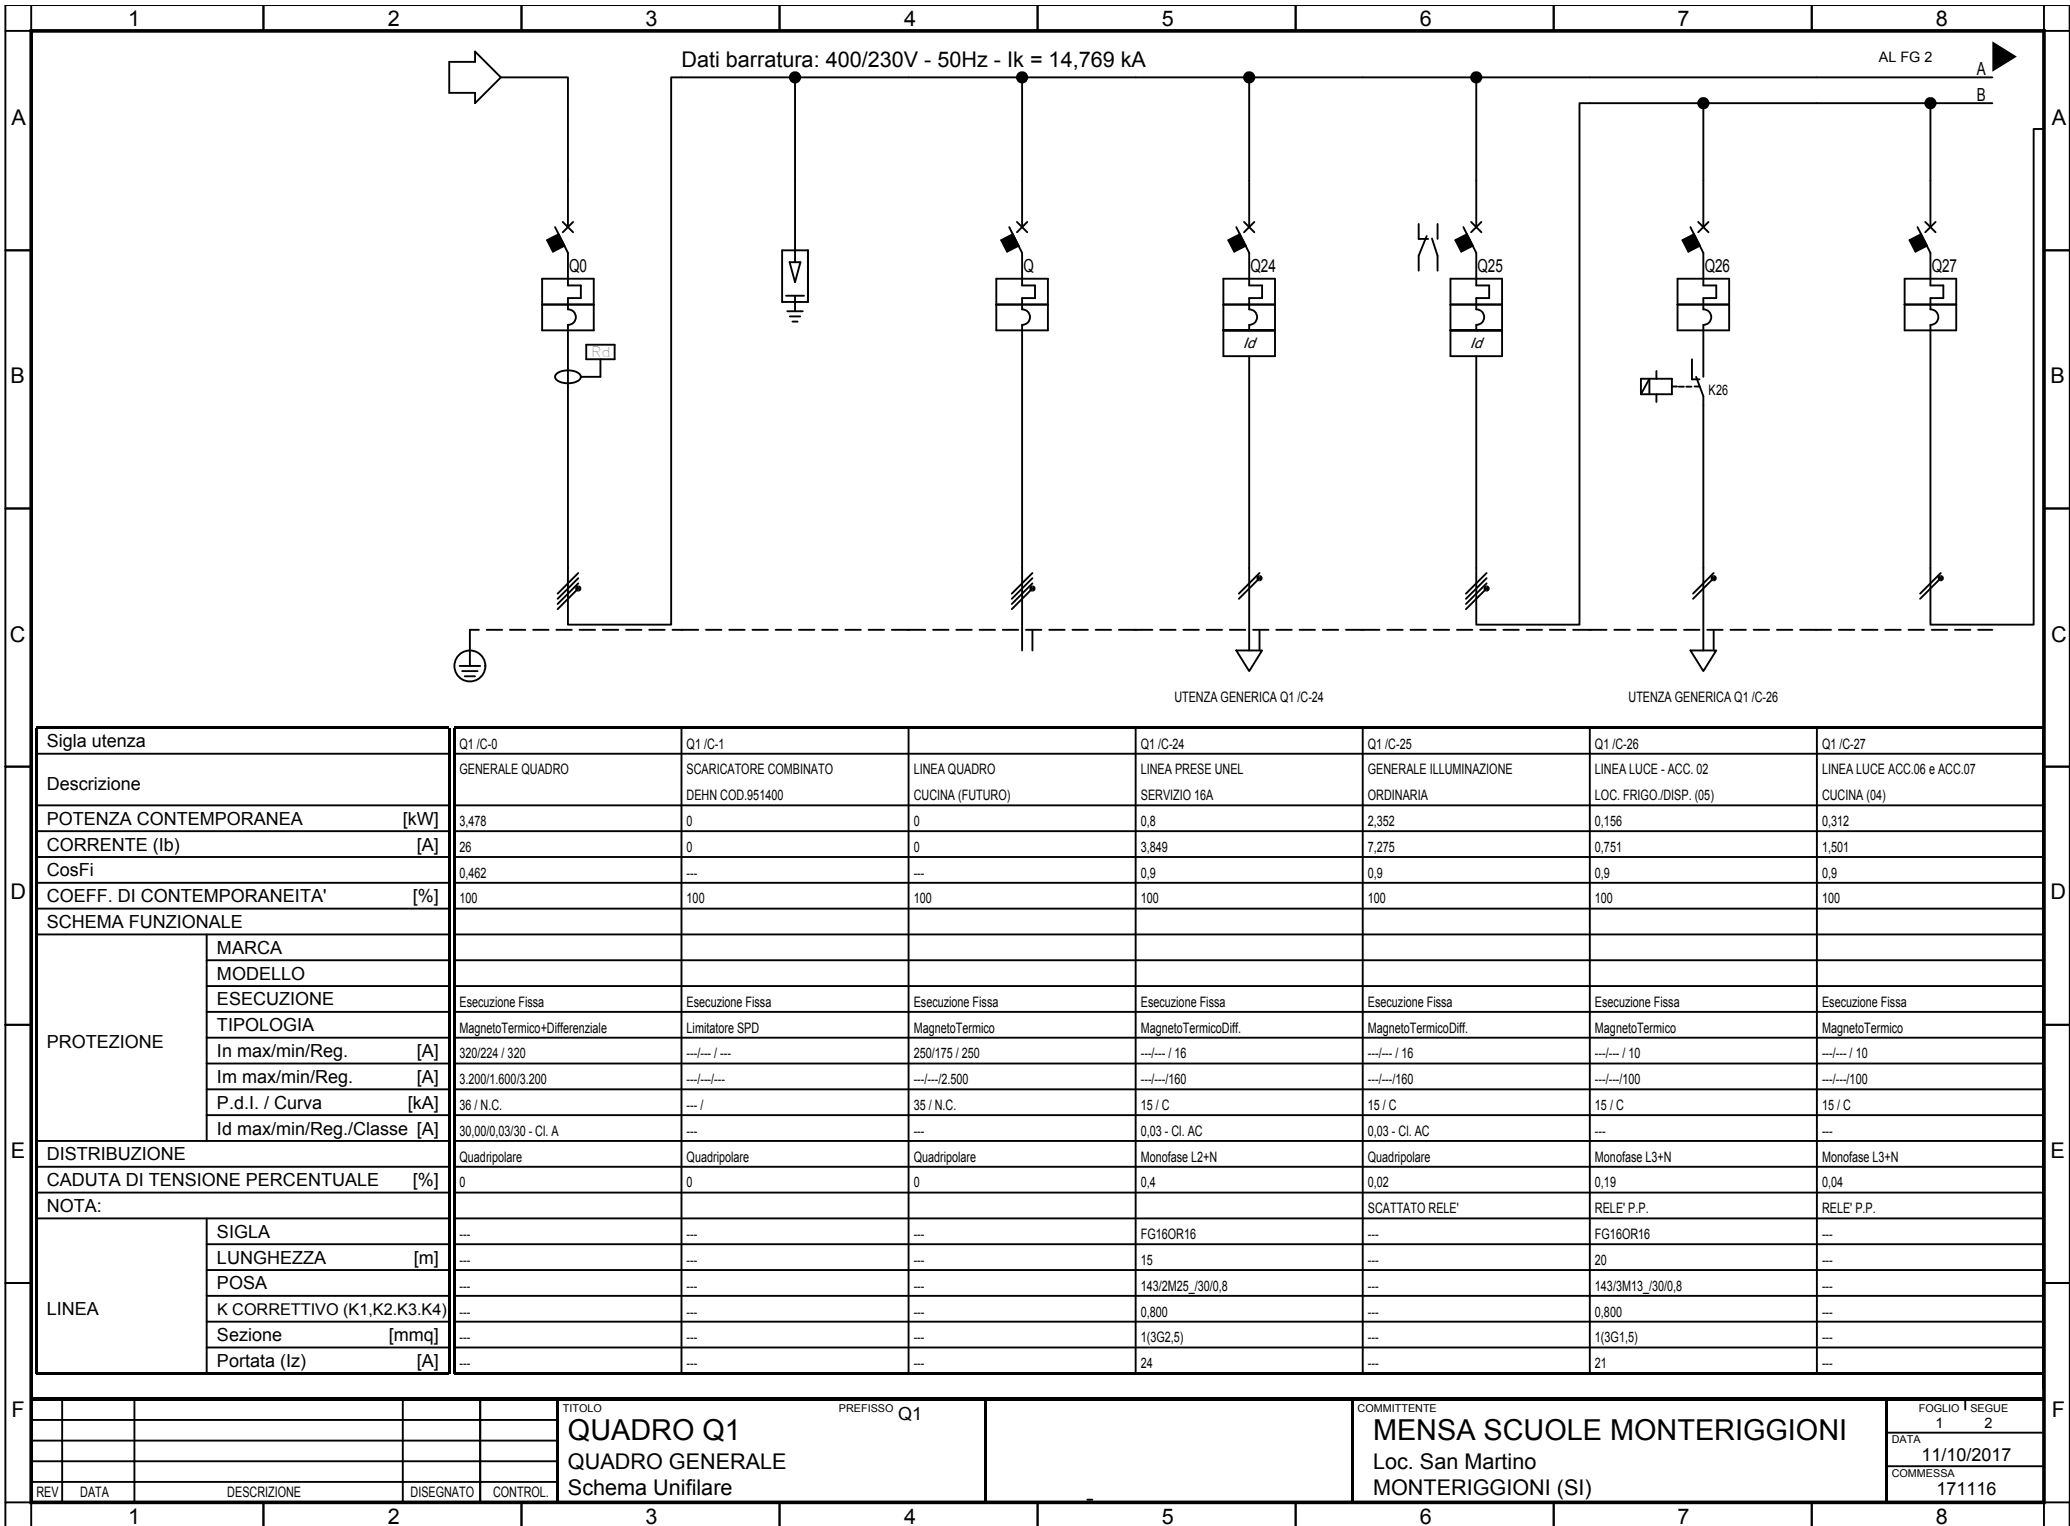 1 2 3 4 5 6 7 8
Dati barratura: 400/230V - 50Hz - Ik = 14,769 kA
AL FG 2
A
B
A A
Q0 Q Q24 Q25 Q26 Q27
Id Id
Rd
B B
K26
C C
UTENZA GENERICA Q1 /C-24 UTENZA GENERICA Q1 /C-26
Sigla utenza Q1 /C-0 Q1 /C-1 Q1 /C-24 Q1 /C-25 Q1 /C-26 Q1 /C-27
Descrizione GENERALE QUADRO SCARICATORE COMBINATO LINEA QUADRO LINEA PRESE UNEL GENERALE ILLUMINAZIONE LINEA LUCE - ACC. 02 LINEA LUCE ACC.06 e ACC.07
DEHN COD.951400 CUCINA (FUTURO) SERVIZIO 16A ORDINARIA LOC. FRIGO./DISP. (05) CUCINA (04)
POTENZA CONTEMPORANEA [kW] 3,478 0 0 0,8 2,352 0,156 0,312
CORRENTE (Ib) [A] 26 0 0 3,849 7,275 0,751 1,501
CosFi 0,462 --- --- 0,9 0,9 0,9 0,9
D D
COEFF. DI CONTEMPORANEITA' [%] 100 100 100 100 100 100 100
SCHEMA FUNZIONALE
PROTEZIONE
MARCA
MODELLO
ESECUZIONE Esecuzione Fissa Esecuzione Fissa Esecuzione Fissa Esecuzione Fissa Esecuzione Fissa Esecuzione Fissa Esecuzione Fissa
TIPOLOGIA MagnetoTermico+Differenziale Limitatore SPD MagnetoTermico MagnetoTermicoDiff. MagnetoTermicoDiff. MagnetoTermico MagnetoTermico
In max/min/Reg. [A] 320/224 / 320 ---/--- / --- 250/175 / 250 ---/--- / 16 ---/--- / 16 ---/--- / 10 ---/--- / 10
Im max/min/Reg. [A] 3.200/1.600/3.200 ---/---/--- ---/---/2.500 ---/---/160 ---/---/160 ---/---/100 ---/---/100
P.d.I. / Curva [kA] 36 / N.C. --- / 35 / N.C. 15 / C 15 / C 15 / C 15 / C
Id max/min/Reg./Classe [A] 30,00/0,03/30 - Cl. A --- --- 0,03 - Cl. AC 0,03 - Cl. AC --- ---
E E
DISTRIBUZIONE Quadripolare Quadripolare Quadripolare Monofase L2+N Quadripolare Monofase L3+N Monofase L3+N
CADUTA DI TENSIONE PERCENTUALE [%] 0 0 0 0,4 0,02 0,19 0,04
NOTA: SCATTATO RELE' RELE' P.P. RELE' P.P.
LINEA
SIGLA --- --- --- FG16OR16 --- FG16OR16 ---
LUNGHEZZA [m] --- --- --- 15 --- 20 ---
POSA --- --- --- 143/2M25_/30/0,8 --- 143/3M13_/30/0,8 ---
K CORRETTIVO (K1,K2.K3.K4) --- --- --- 0,800 --- 0,800 ---
Sezione [mmq] --- --- --- 1(3G2,5) --- 1(3G1,5) ---
Portata (Iz) [A] --- --- --- 24 --- 21 ---
F F
TITOLO PREFISSO Q1
QUADRO Q1
QUADRO GENERALE
Schema Unifilare
-
COMMITTENTE
MENSA SCUOLE MONTERIGGIONI
Loc. San Martino
MONTERIGGIONI (SI)
FOGLIO SEGUE
1 2
DATA
11/10/2017
COMMESSA
171116
REV DATA DESCRIZIONE DISEGNATO CONTROL.
1 2 3 4 5 6 7 8